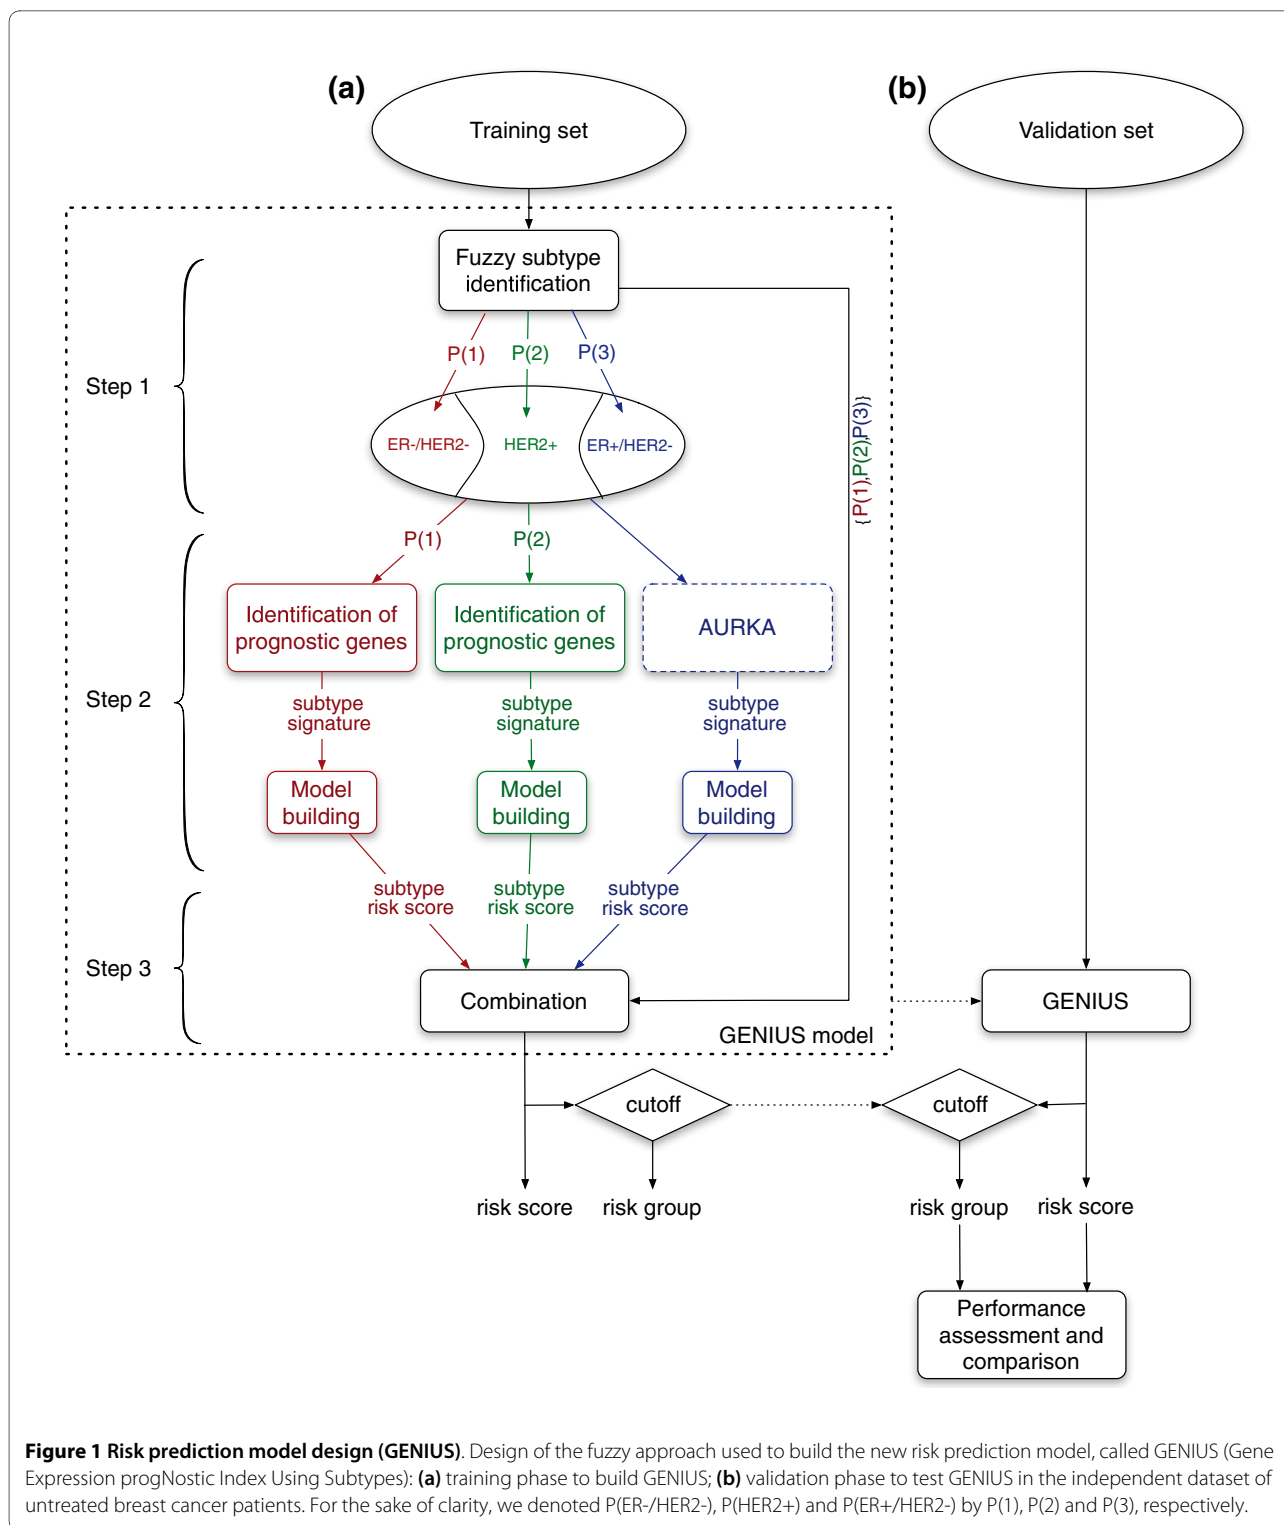 (a)
Training set
(b)
Validation set
Fuzzy subtype
identification
P(1)
P(2)
P(3)
Step 1
ER-/HER2-
HER2+
ER+/HER2-
{P(1),P(2),P(3)}
P(1)
P(2)
Identification of
prognostic genes
Identification of
prognostic genes
AURKA
Step 2
subtype
signature
subtype
signature
subtype
signature
Model
building
Model
building
Model
building
subtype
risk score
subtype
risk score
subtype
risk score
Step 3
Combination
GENIUS
GENIUS model
cutoff
cutoff
risk score
risk group
risk group
risk score
Performance
assessment and
comparison
Figure 1 Risk prediction model design (GENIUS). Design of the fuzzy approach used to build the new risk prediction model, called GENIUS (Gene
Expression progNostic Index Using Subtypes): (a) training phase to build GENIUS; (b) validation phase to test GENIUS in the independent dataset of
untreated breast cancer patients. For the sake of clarity, we denoted P(ER-/HER2-), P(HER2+) and P(ER+/HER2-) by P(1), P(2) and P(3), respectively.